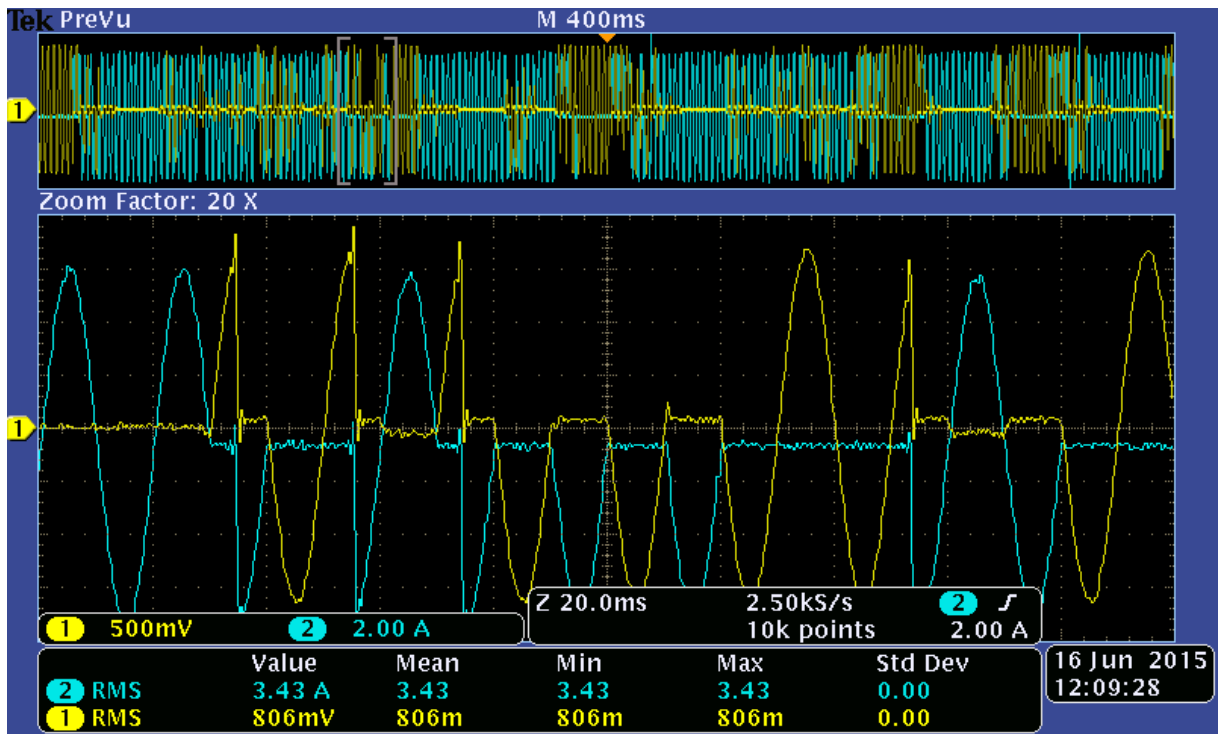 Tek PreVu M 400ms
1
Zoom Factor: 20 X
1
1 500mV 2 2.00 A
Z 20.0ms 2.50kS/s 2
10k points 2.00 A
Value Mean Min Max Std Dev
2 RMS 3.43 A 3.43 3.43 3.43 0.00
1 RMS 806mV 806m 806m 806m 0.00
16 Jun 2015
12:09:28